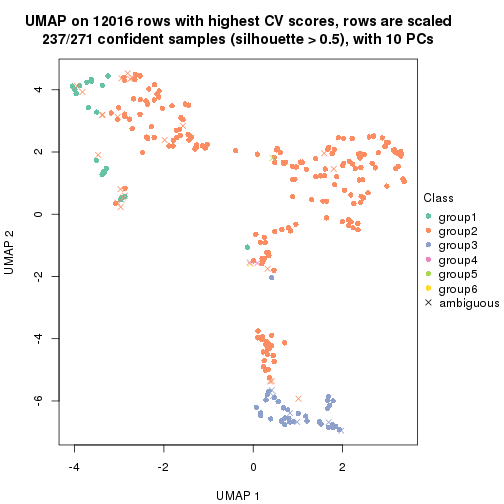 UMAP on 12016 rows with highest CV scores, rows are scaled
237/271 confident samples (silhouette > 0.5), with 10 PCs
4
2
0
-2
-4
-6
UMAP 2
-4
-2
0
2
UMAP 1
Class
group1
group2
group3
group4
group5
group6
ambiguous